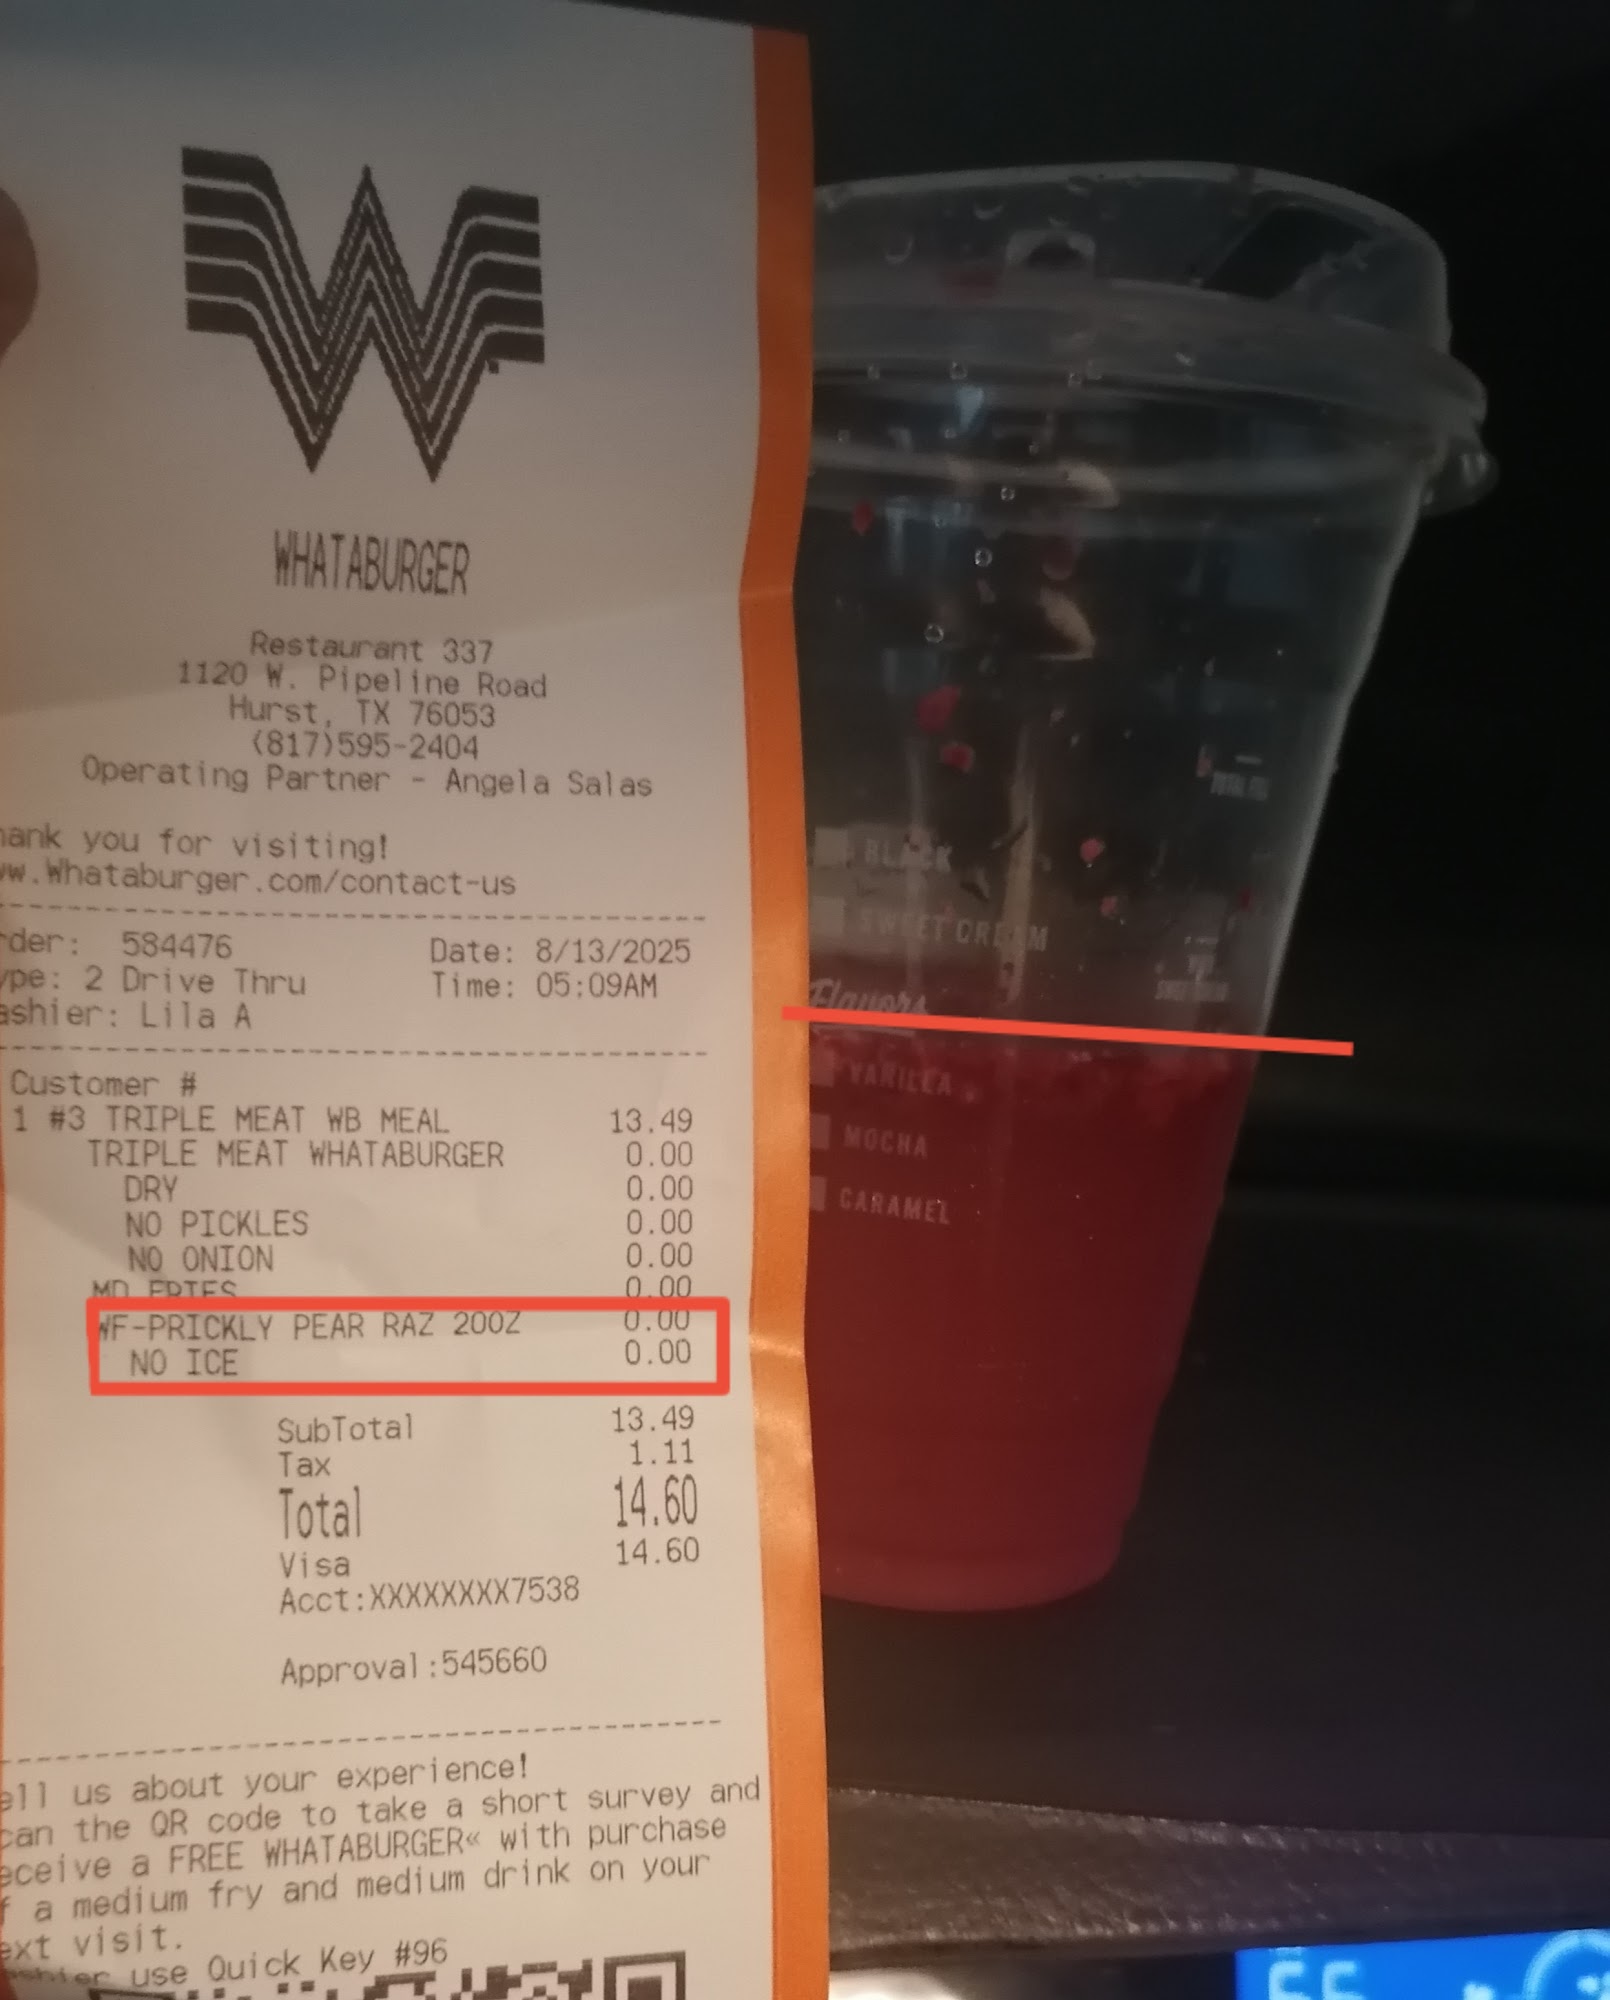 WHATABURGER
Restaurant 337
1120 W. Pipeline Road
Hurst, TX 76053
(817)595-2404
Operating Partner - Angela Salas
hank you for visiting!
ww.Whataburger.com/contact-us
rder: 584476 Date: 8/13/2025
ype: 2 Drive Thru Time: 05:09AM
ashier: Lila A
Customer #
1 #3 TRIPLE MEAT WB MEAL 13.49
TRIPLE MEAT WHATABURGER 0.00
DRY 0.00
NO PICKLES 0.00
NO ONION 0.00
MD FRIES 0.00
WF-PRICKLY PEAR RAZ 20OZ 0.00
NO ICE 0.00
SubTotal 13.49
Tax 1.11
Total 14.60
Visa 14.60
Acct:XXXXXXXX7538
Approval:545660
ell us about your experience!
can the QR code to take a short survey and
eceive a FREE WHATABURGER« with purchase
f a medium fry and medium drink on your
ext visit.
ashier use Quick Key #96
TOTAL FILL
BLACK
SWEET CREAM
Flavors
VANILLA
MOCHA
CARAMEL